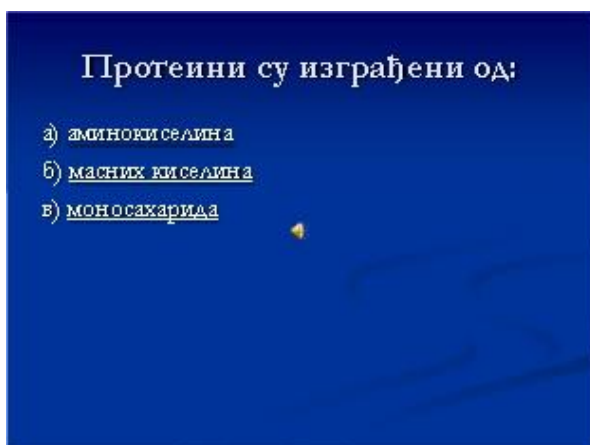 Протеини су изграђени од:
а) аминокиселина
б) масних киселина
в) моносахарида